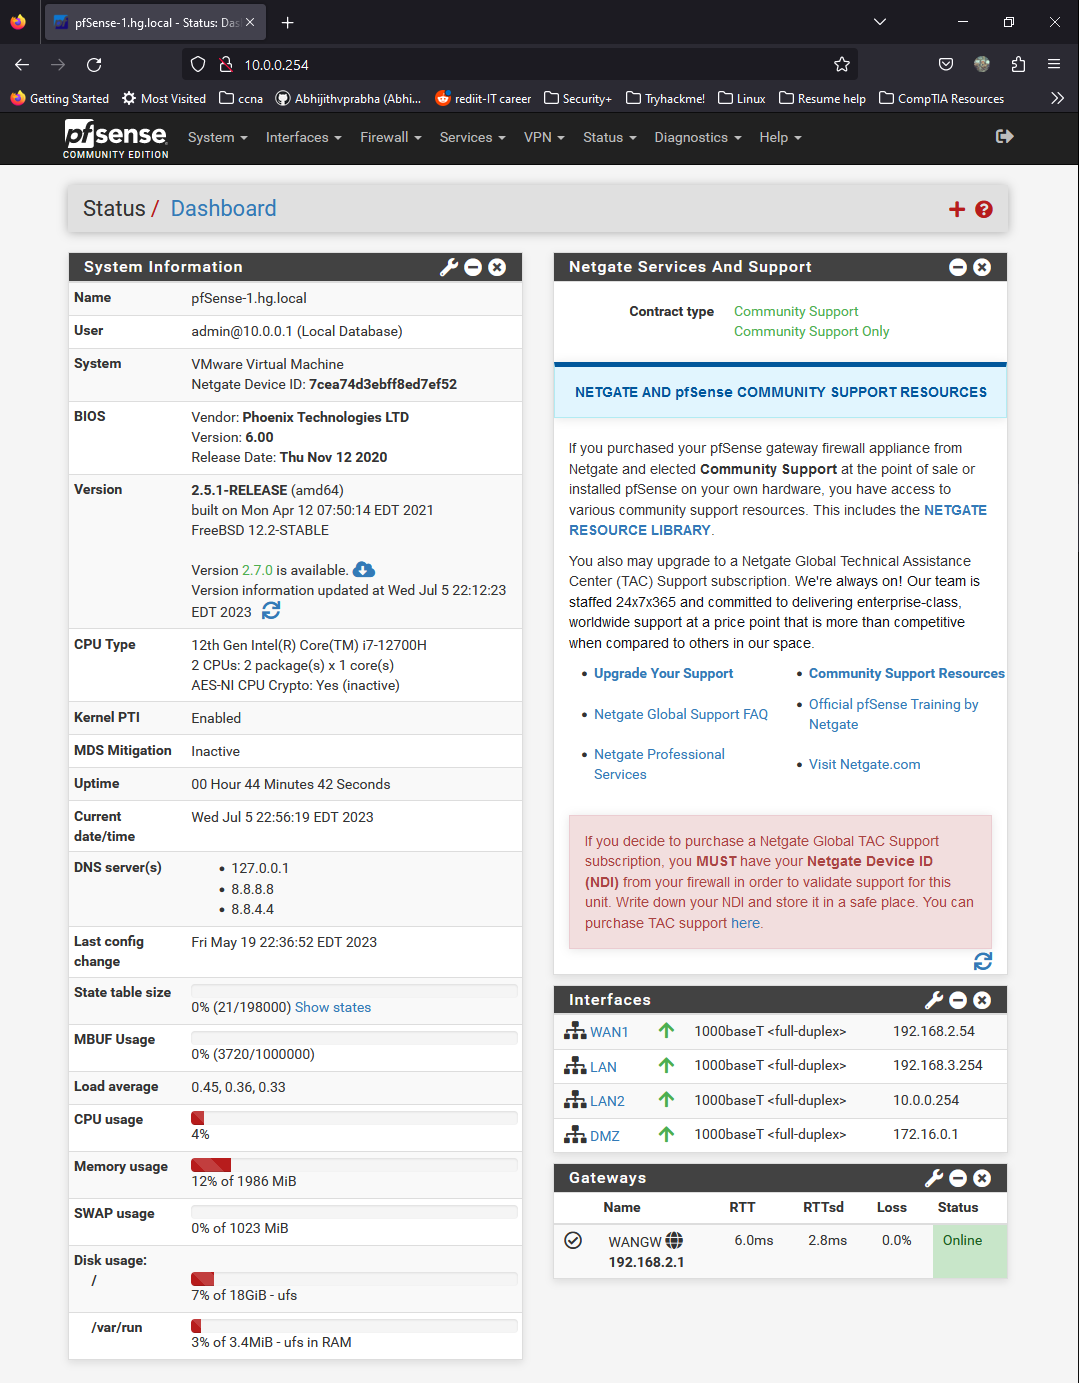 pfSense-1.hg.local - Status: Das
10.0.0.254
Getting Started Most Visited ccna Abhijithvprabha (Abhi... rediit-IT career Security+ Tryhackme! Linux Resume help CompTIA Resources
pfsense
COMMUNITY EDITION
System Interfaces Firewall Services VPN Status Diagnostics Help
Status / Dashboard
System Information
Name pfSense-1.hg.local
User admin@10.0.0.1 (Local Database)
System VMware Virtual Machine
Netgate Device ID: 7cea74d3ebff8ed7ef52
BIOS Vendor: Phoenix Technologies LTD
Version: 6.00
Release Date: Thu Nov 12 2020
Version 2.5.1-RELEASE (amd64)
built on Mon Apr 12 07:50:14 EDT 2021
FreeBSD 12.2-STABLE
Version 2.7.0 is available.
Version information updated at Wed Jul 5 22:12:23
EDT 2023
CPU Type 12th Gen Intel(R) Core(TM) i7-12700H
2 CPUs: 2 package(s) x 1 core(s)
AES-NI CPU Crypto: Yes (inactive)
Kernel PTI Enabled
MDS Mitigation Inactive
Uptime 00 Hour 44 Minutes 42 Seconds
Current
date/time
Wed Jul 5 22:56:19 EDT 2023
DNS server(s)
• 127.0.0.1
• 8.8.8.8
• 8.8.4.4
Last config
change
Fri May 19 22:36:52 EDT 2023
State table size
0% (21/198000) Show states
MBUF Usage
0% (3720/1000000)
Load average 0.45, 0.36, 0.33
CPU usage
4%
Memory usage
12% of 1986 MiB
SWAP usage
0% of 1023 MiB
Disk usage:
/
7% of 18GiB - ufs
/var/run
3% of 3.4MiB - ufs in RAM
Netgate Services And Support
Contract type Community Support
Community Support Only
NETGATE AND pfSense COMMUNITY SUPPORT RESOURCES
If you purchased your pfSense gateway firewall appliance from
Netgate and elected Community Support at the point of sale or
installed pfSense on your own hardware, you have access to
various community support resources. This includes the NETGATE
RESOURCE LIBRARY.
You also may upgrade to a Netgate Global Technical Assistance
Center (TAC) Support subscription. We're always on! Our team is
staffed 24x7x365 and committed to delivering enterprise-class,
worldwide support at a price point that is more than competitive
when compared to others in our space.
• Upgrade Your Support
• Community Support Resources
• Netgate Global Support FAQ
• Official pfSense Training by
Netgate
• Netgate Professional
Services
• Visit Netgate.com
If you decide to purchase a Netgate Global TAC Support
subscription, you MUST have your Netgate Device ID
(NDI) from your firewall in order to validate support for this
unit. Write down your NDI and store it in a safe place. You can
purchase TAC support here.
Interfaces
WAN1 1000baseT <full-duplex> 192.168.2.54
LAN 1000baseT <full-duplex> 192.168.3.254
LAN2 1000baseT <full-duplex> 10.0.0.254
DMZ 1000baseT <full-duplex> 172.16.0.1
Gateways
Name RTT RTTsd Loss Status
WANGW 6.0ms 2.8ms 0.0% Online
192.168.2.1